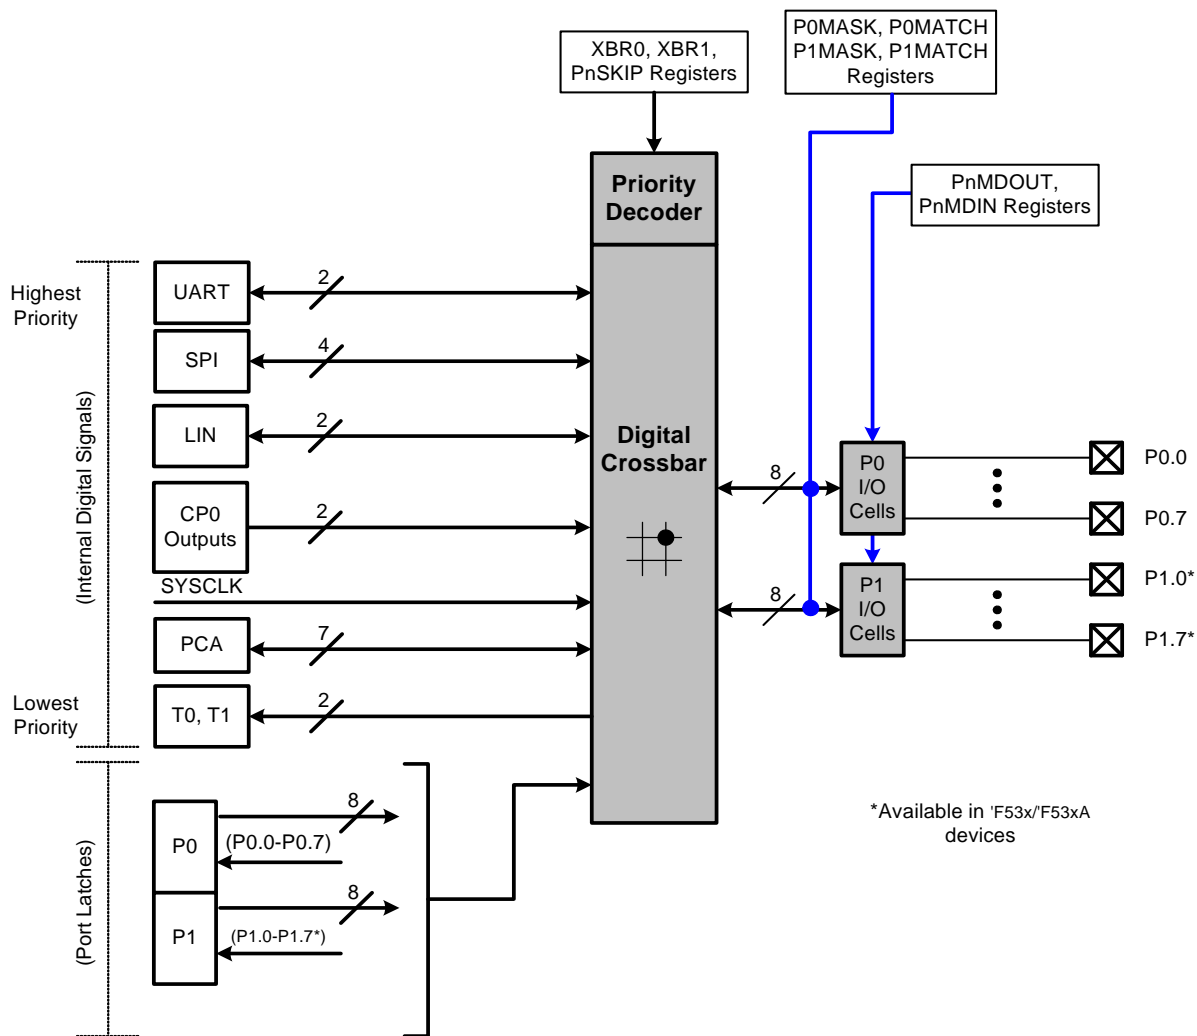 XBR0, XBR1,
PnSKIP Registers
P0MASK, P0MATCH
P1MASK, P1MATCH
Registers
PnMDOUT,
PnMDIN Registers
Priority
Decoder
Highest
Priority
(Internal Digital Signals)
UART
2
SPI
4
LIN
2
CP0
Outputs
2
SYSCLK
PCA
7
Lowest
Priority
T0, T1
2
Digital
Crossbar
8
P0
I/O
Cells
P0.0
P0.7
8
P1
I/O
Cells
P1.0*
P1.7*
(Port Latches)
P0
8
(P0.0-P0.7)
P1
8
(P1.0-P1.7*)
*Available in 'F53x/'F53xA
devices